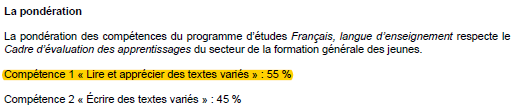 La pondération
La pondération des compétences du programme d'études Français, langue d'enseignement respecte le
Cadre d'évaluation des apprentissages du secteur de la formation générale des jeunes.
Compétence 1 « Lire et apprécier des textes variés » : 55 %
Compétence 2 « Écrire des textes variés » : 45 %